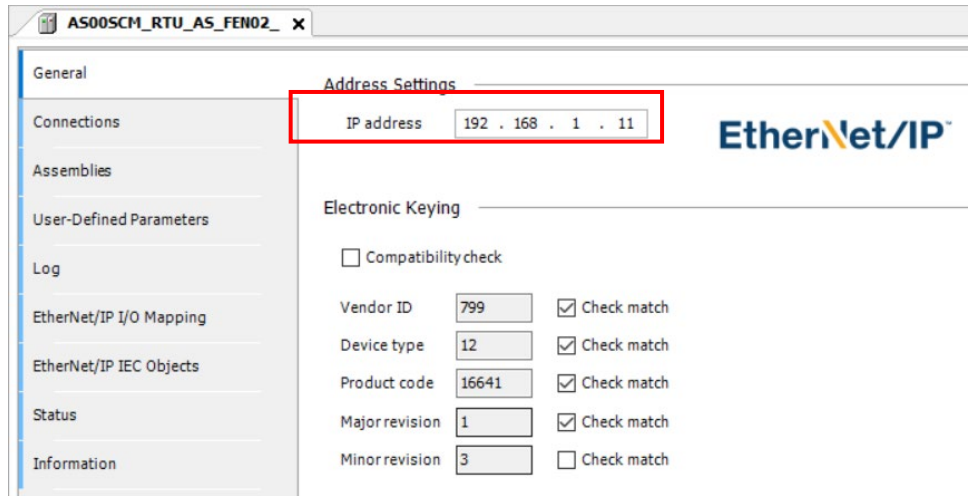 AS00SCM_RTU_AS_FEN02_
General
Connections
Assemblies
User-Defined Parameters
Log
EtherNet/IP I/O Mapping
EtherNet/IP IEC Objects
Status
Information
Address Settings
IP address 192 . 168 . 1 . 11
EtherNet/IP™
Electronic Keying
Compatibility check
Vendor ID 799 Check match
Device type 12 Check match
Product code 16641 Check match
Major revision 1 Check match
Minor revision 3 Check match